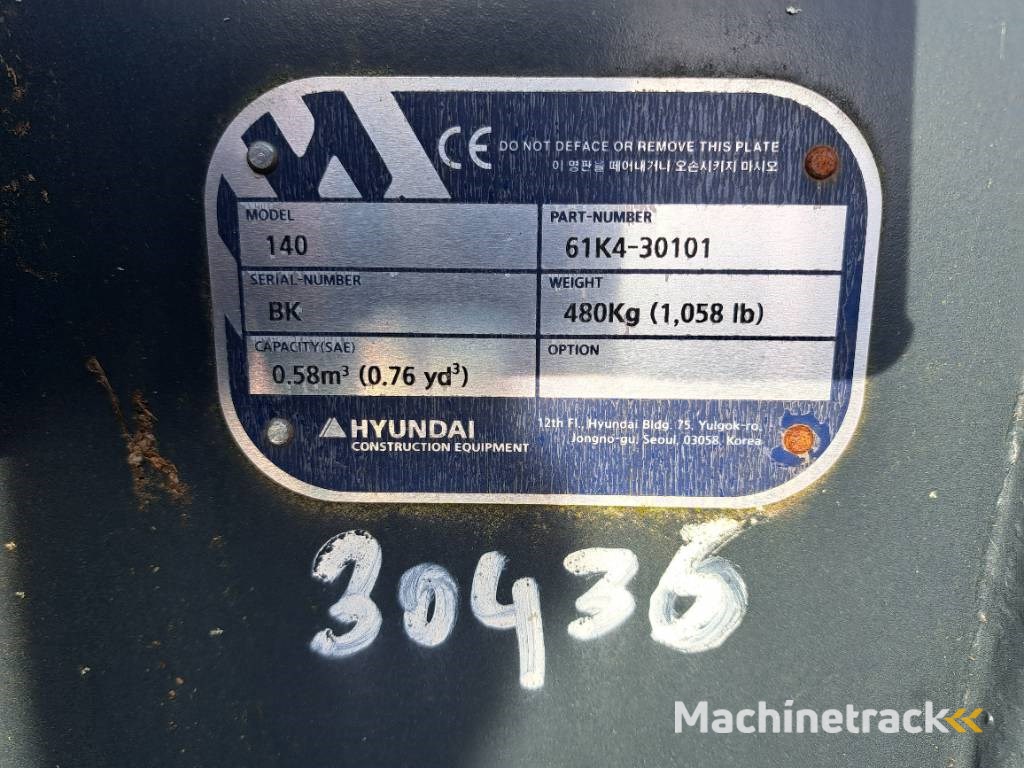 CE DO NOT DEFACE OR REMOVE THIS PLATE
이 명판을 떼어내거나 오손시키지 마시오
MODEL
140
PART-NUMBER
61K4-30101
SERIAL-NUMBER
BK
WEIGHT
480Kg (1,058 lb)
CAPACITY(SAE)
0.58m³ (0.76 yd³)
OPTION
HYUNDAI
CONSTRUCTION EQUIPMENT
12th Fl., Hyundai Bldg. 75, Yulgok-ro,
Jongno-gu, Seoul, 03058, Korea
30436
Machinetrack